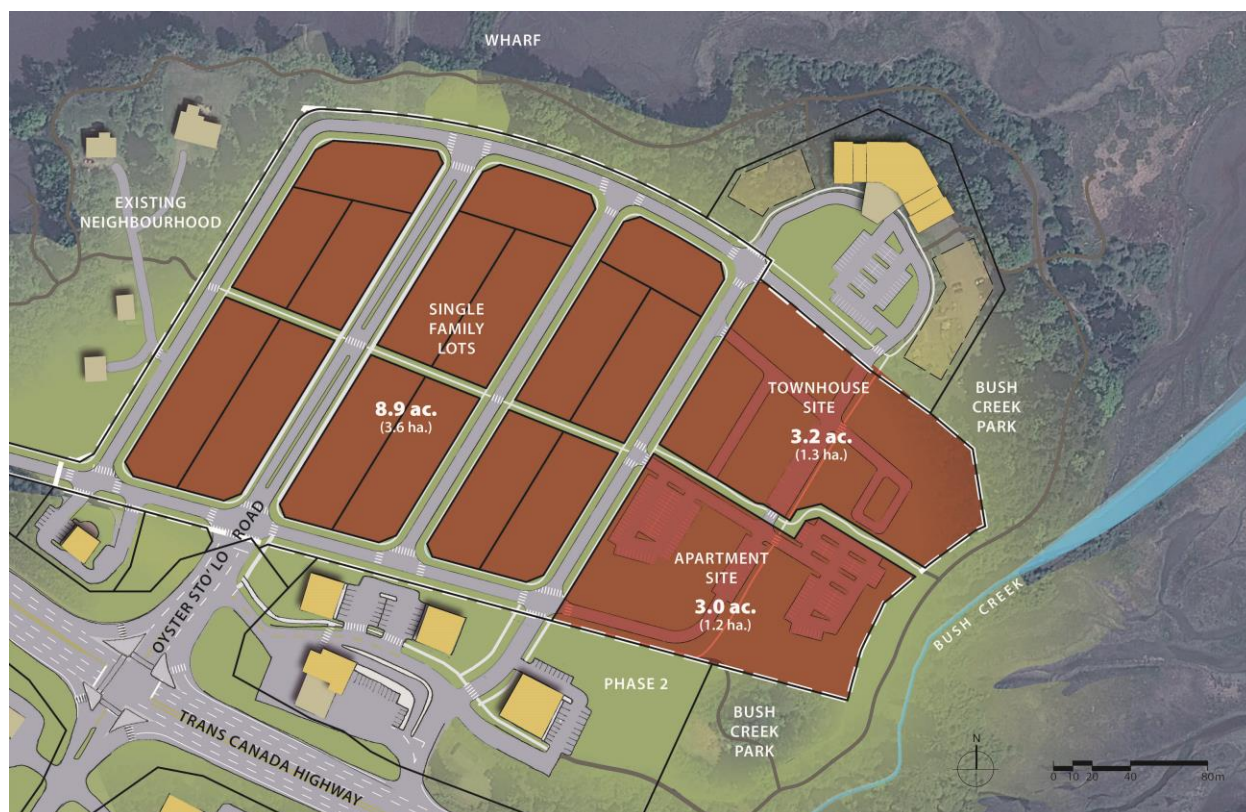 WHARF
EXISTING
NEIGHBOURHOOD
SINGLE
FAMILY
LOTS
8.9 ac.
(3.6 ha.)
TOWNHOUSE
SITE
3.2 ac.
(1.3 ha.)
BUSH
CREEK
PARK
APARTMENT
SITE
3.0 ac.
(1.2 ha.)
OYSTER STO'LO ROAD
BUSH CREEK
PHASE 2
BUSH
CREEK
PARK
TRANS CANADA HIGHWAY
N
0 10 20 40 80m